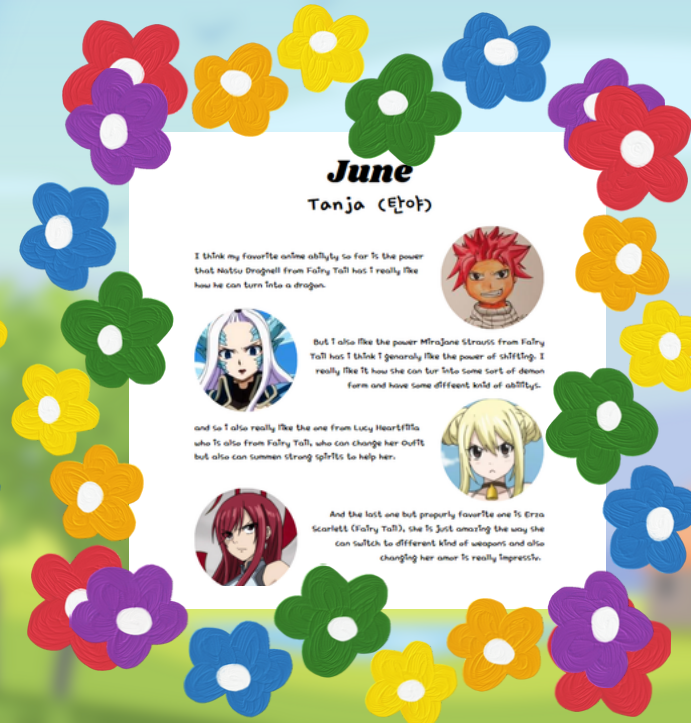 June
Tanja (탄야)
I think my favorite anime abilyty so far is the power
that Natsu Dragnell from Fairy Tail has i really like
how he can turn into a dragon.
But i also like the power Mirajane Strauss from Fairy
Tail has i think i genaraly like the power of shifting. I
really like it how she can tur into some sort of demon
form and have some diffeent knid of abilitys.
and so i also really like the one from Lucy Heartfilia
who is also from Fairy Tail, who can change her Outfit
but also can summen strong spirits to help her.
And the last one but propurly favorite one is Erza
Scarlett (Fairy Tail), she is just amazing the way she
can switch to different kind of weapons and also
changing her amor is really impressiv.